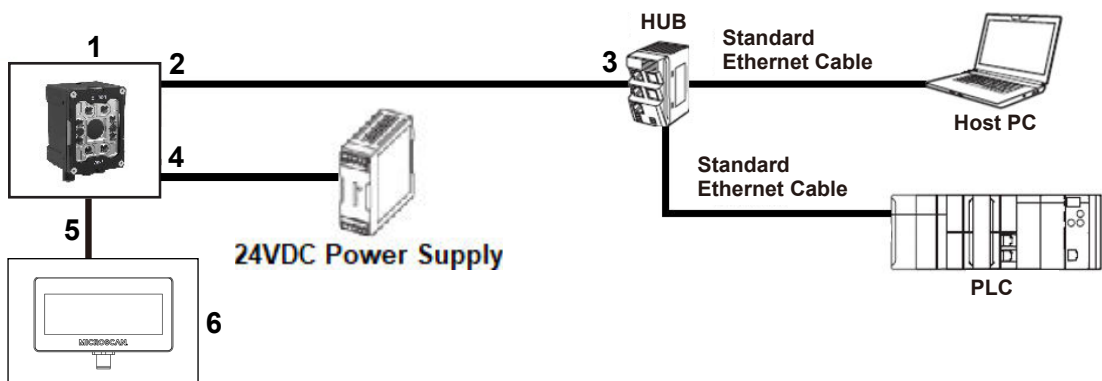 1
2
HUB
3
Standard
Ethernet Cable
Host PC
4
Standard
Ethernet Cable
5
24VDC Power Supply
MICROSCAN.
6
PLC